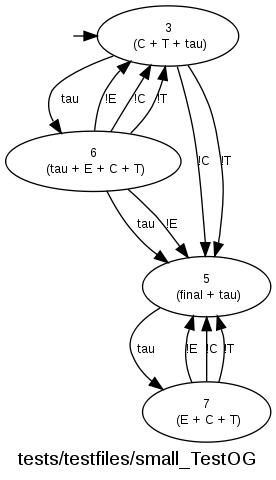 3
(C + T + tau)
tau
!E
!C
!T
6
(tau + E + C + T)
!C
!T
tau
!E
5
(final + tau)
tau
!E
!C
!T
7
(E + C + T)
tests/testfiles/small_TestOG